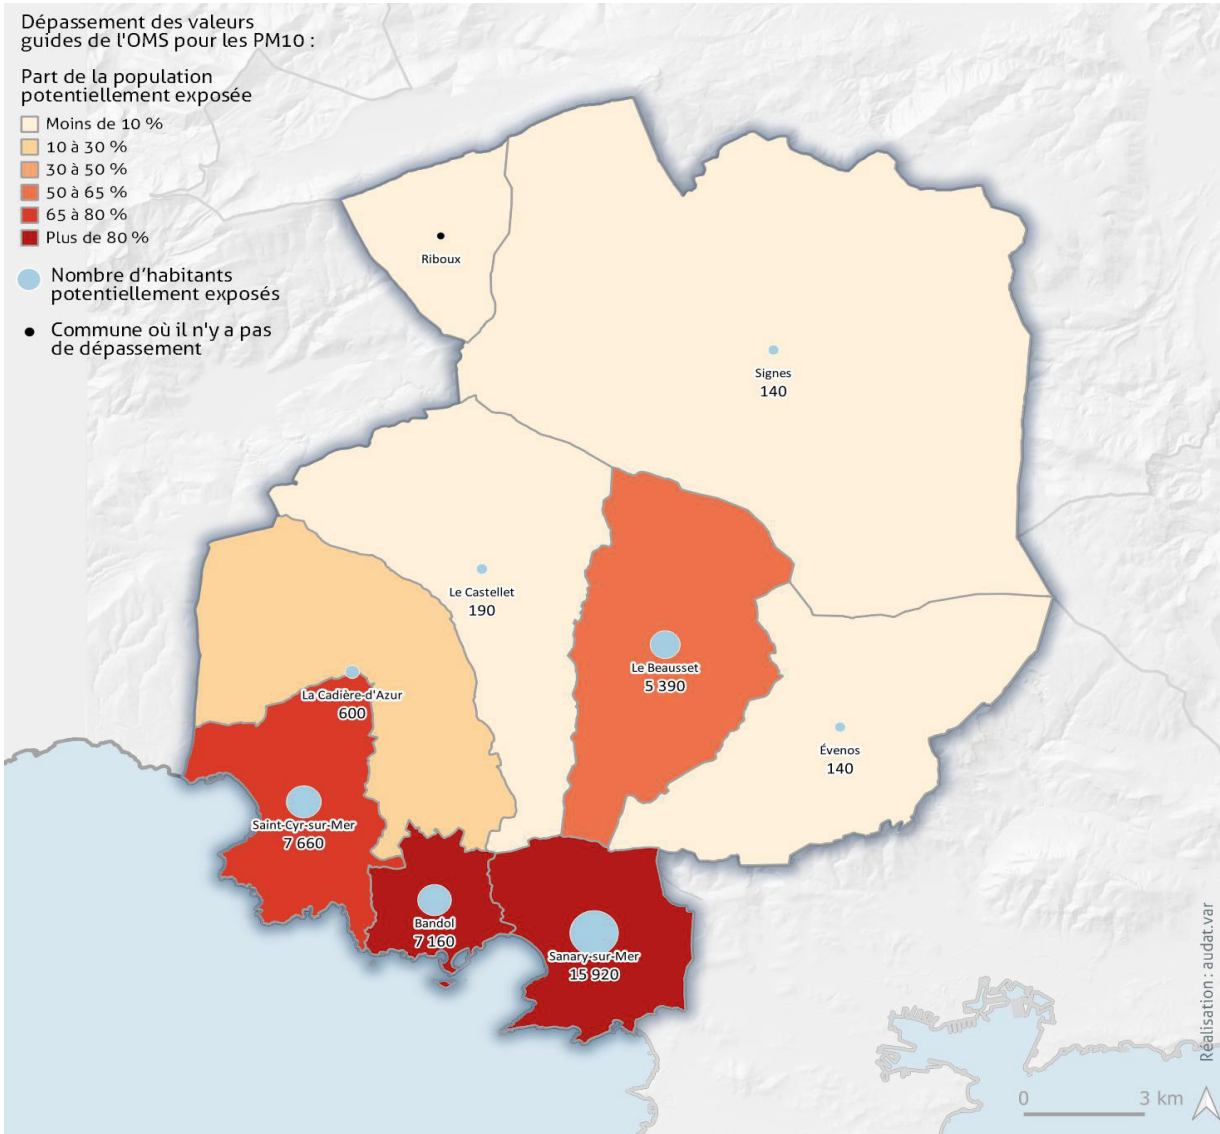 Dépassement des valeurs
guides de l'OMS pour les PM10 :
Part de la population
potentiellement exposée
Moins de 10 %
10 à 30 %
30 à 50 %
50 à 65 %
65 à 80 %
Plus de 80 %
Nombre d’habitants
potentiellement exposés
Commune où il n'y a pas
de dépassement
Riboux
Signes
140
Le Castellet
190
Le Beausset
5 390
La Cadière-d'Azur
600
Évenos
140
Saint-Cyr-sur-Mer
7 660
Bandol
7 160
Sanary-sur-Mer
15 920
Réalisation : audat.var
0 3 km